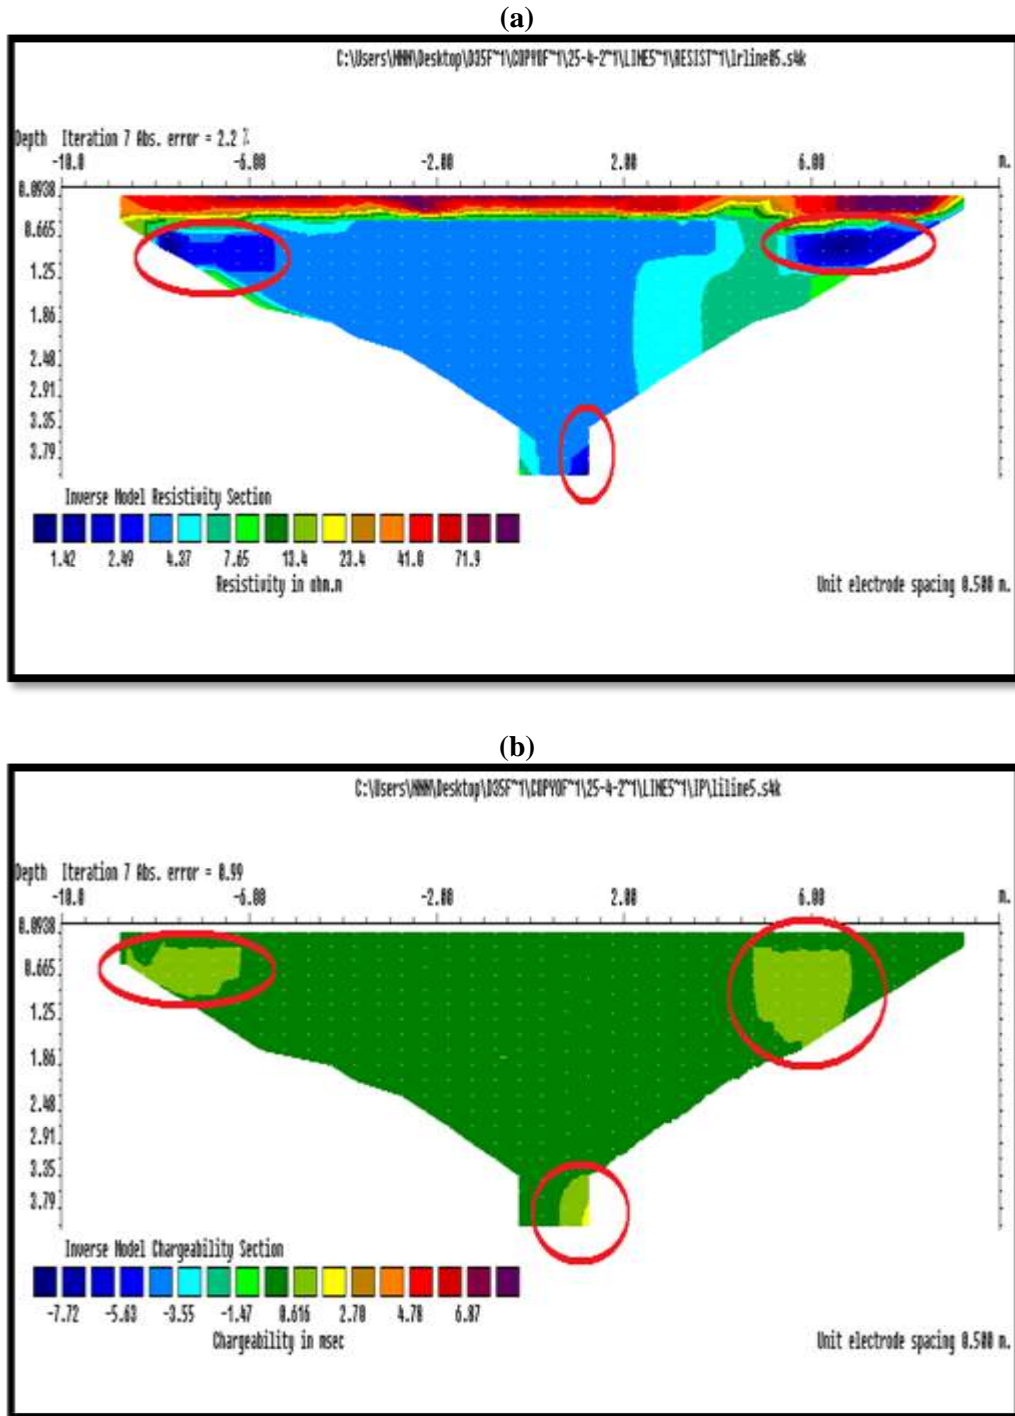 (a)
C:\Users\NNN\Desktop\D35F~1\COPYOF~1\25-4-2~1\LINE5~1\RESIST~1\lrline05.s4k
Depth Iteration 7 Abs. error = 2.2 %
-10.0 -6.00 -2.00 2.00 6.00 m.
0.0938
0.665
1.25
1.86
2.48
2.91
3.35
3.79
Inverse Model Resistivity Section
1.42 2.49 4.37 7.65 13.4 23.4 41.0 71.9
Resistivity in ohm.m
Unit electrode spacing 0.500 m.
(b)
C:\Users\NNN\Desktop\D35F~1\COPYOF~1\25-4-2~1\LINE5~1\IP\liline5.s4k
Depth Iteration 7 Abs. error = 0.99
-10.0 -6.00 -2.00 2.00 6.00 m.
0.0938
0.665
1.25
1.86
2.48
2.91
3.35
3.79
Inverse Model Chargeability Section
-7.72 -5.63 -3.55 -1.47 0.616 2.70 4.78 6.87
Chargeability in msec
Unit electrode spacing 0.500 m.